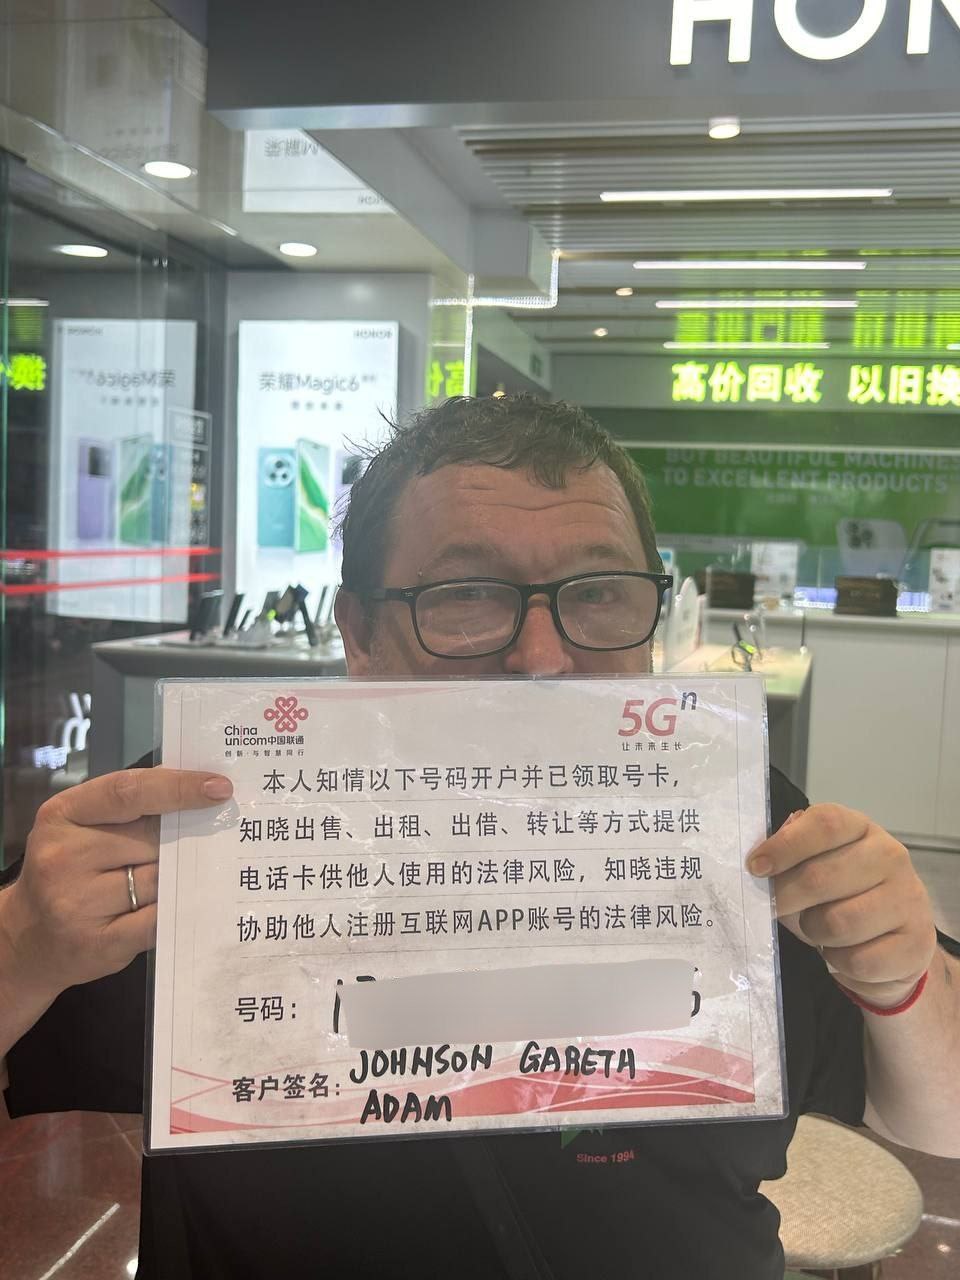 HON
HONOR
荣耀Magic6
高价回收 以旧换
BUY BEAUTIFUL MACHINES
TO EXCELLENT PRODUCTS
China
unicom中国联通
创新·与智慧同行
5Gⁿ
让未来生长
本人知情以下号码开户并已领取号卡，
知晓出售、出租、出借、转让等方式提供
电话卡供他人使用的法律风险，知晓违规
协助他人注册互联网APP账号的法律风险。
号码：
客户签名：JOHNSON GARETH
ADAM
Since 1994